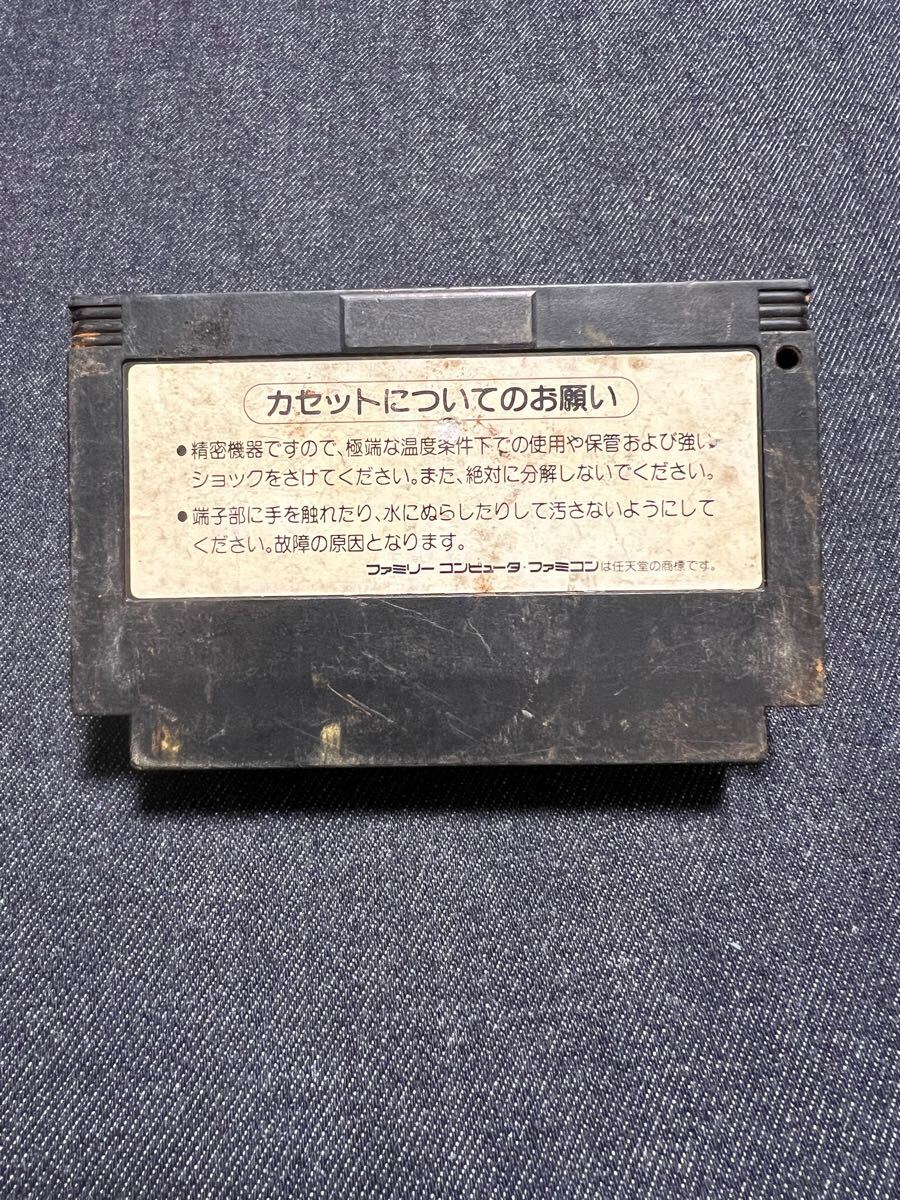 カセットについてのお願い
●精密機器ですので、極端な温度条件下での使用や保管および強い
ショックをさけてください。また、絶対に分解しないでください。
●端子部に手を触れたり、水にぬらしたりして汚さないようにして
ください。故障の原因となります。
ファミリー コンピュータ・ファミコンは任天堂の商標です。